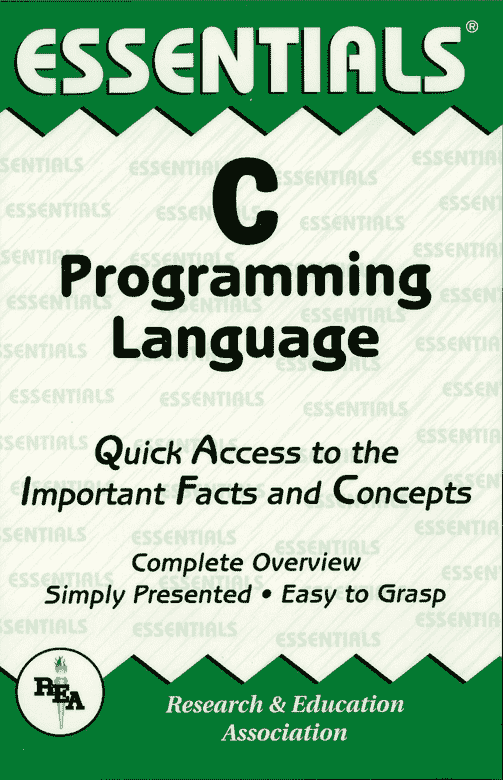 ESSENTIALS®
C
Programming
Language
Quick Access to the
Important Facts and Concepts
Complete Overview
Simply Presented • Easy to Grasp
REA
Research & Education
Association